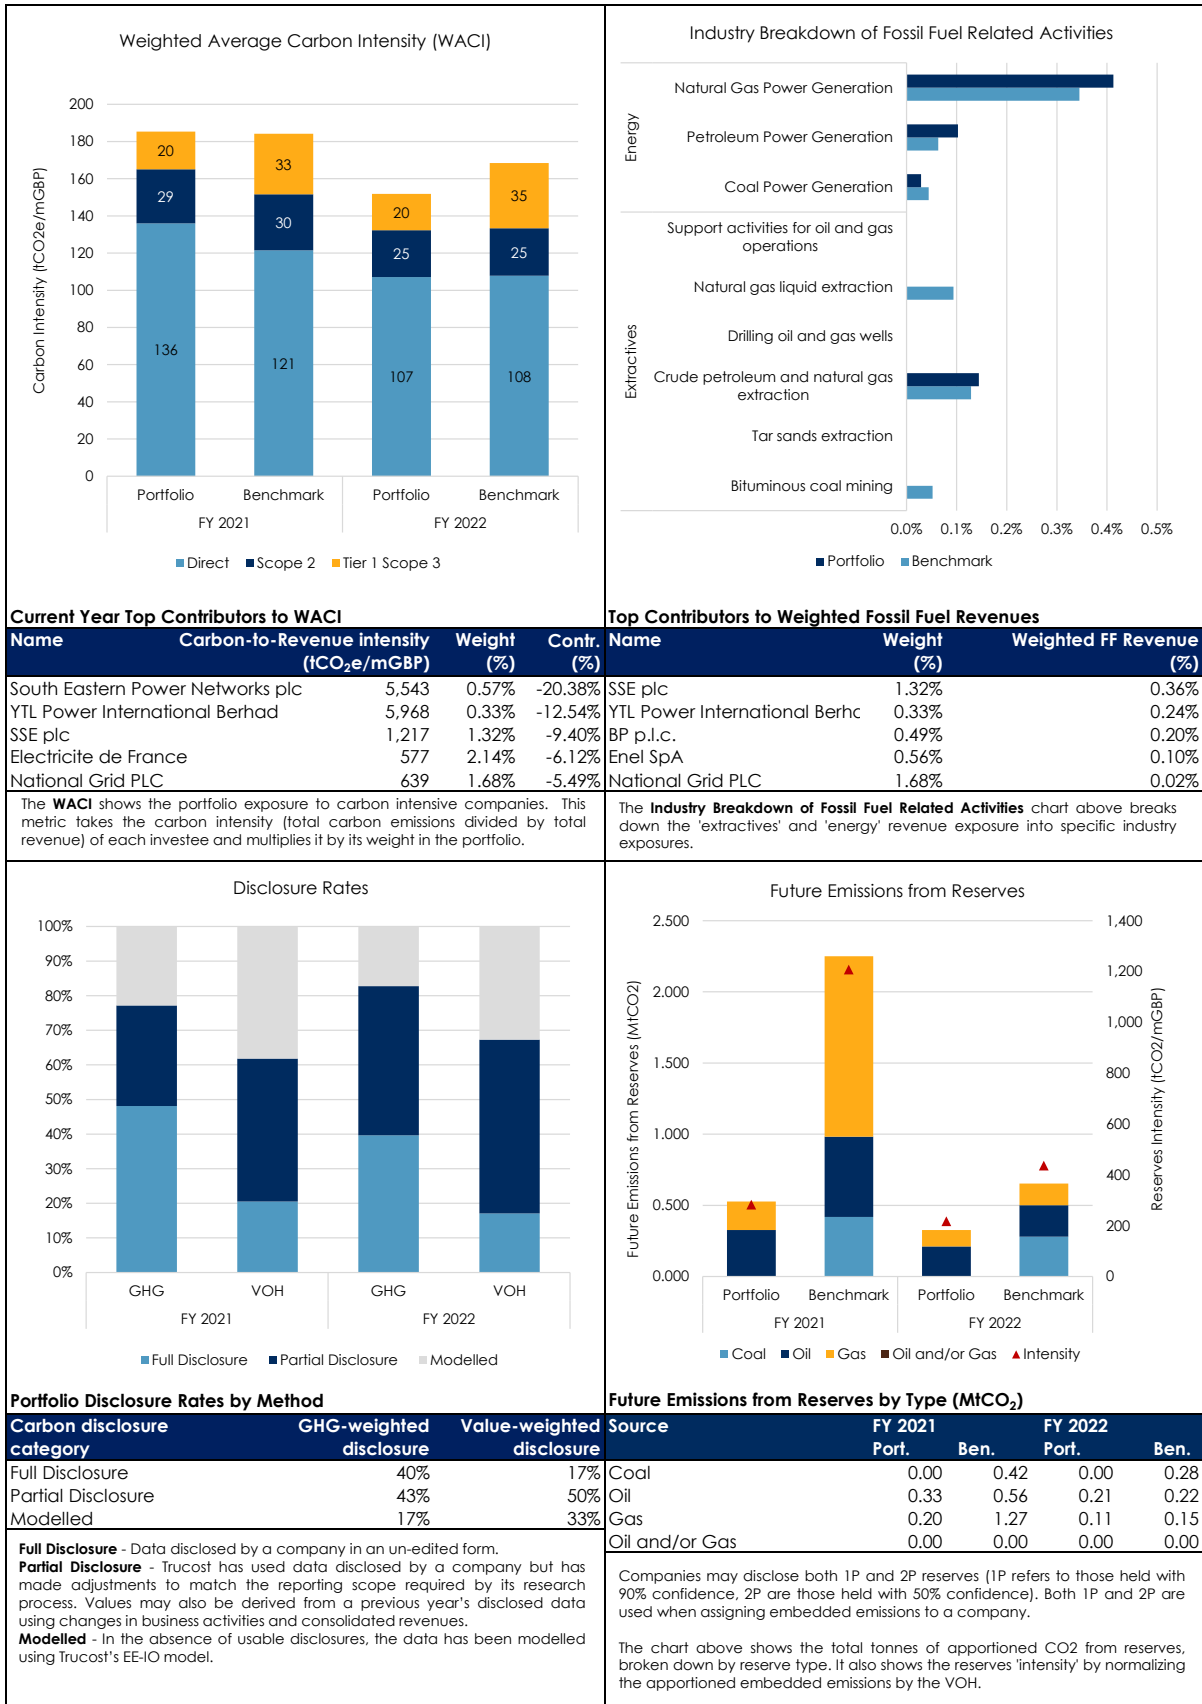 Weighted Average Carbon Intensity (WACI)
Carbon Intensity (tCO2e/mGBP)
200
180
160
140
120
100
80
60
40
20
0
20
29
136
33
30
121
20
25
107
35
25
108
Portfolio Benchmark Portfolio Benchmark
FY 2021 FY 2022
Direct Scope 2 Tier 1 Scope 3
Industry Breakdown of Fossil Fuel Related Activities
Energy
Natural Gas Power Generation
Petroleum Power Generation
Coal Power Generation
Extractives
Support activities for oil and gas
operations
Natural gas liquid extraction
Drilling oil and gas wells
Crude petroleum and natural gas
extraction
Tar sands extraction
Bituminous coal mining
0.0% 0.1% 0.2% 0.3% 0.4% 0.5%
Portfolio Benchmark
Current Year Top Contributors to WACI
Name Carbon-to-Revenue intensity Weight Contr.
(tCO2e/mGBP) (%) (%)
South Eastern Power Networks plc 5,543 0.57% -20.38%
YTL Power International Berhad 5,968 0.33% -12.54%
SSE plc 1,217 1.32% -9.40%
Electricite de France 577 2.14% -6.12%
National Grid PLC 639 1.68% -5.49%
The WACI shows the portfolio exposure to carbon intensive companies. This
metric takes the carbon intensity (total carbon emissions divided by total
revenue) of each investee and multiplies it by its weight in the portfolio.
Top Contributors to Weighted Fossil Fuel Revenues
Name Weight Weighted FF Revenue
(%) (%)
SSE plc 1.32% 0.36%
YTL Power International Berhc 0.33% 0.24%
BP p.l.c. 0.49% 0.20%
Enel SpA 0.56% 0.10%
National Grid PLC 1.68% 0.02%
The Industry Breakdown of Fossil Fuel Related Activities chart above breaks
down the 'extractives' and 'energy' revenue exposure into specific industry
exposures.
Disclosure Rates
100%
90%
80%
70%
60%
50%
40%
30%
20%
10%
0%
GHG VOH GHG VOH
FY 2021 FY 2022
Full Disclosure Partial Disclosure Modelled
Future Emissions from Reserves
Future Emissions from Reserves (MtCO2)
2.500
2.000
1.500
1.000
0.500
0.000
1,400
1,200
1,000
800
600
400
200
0
Reserves Intensity (tCO2/mGBP)
Portfolio Benchmark Portfolio Benchmark
FY 2021 FY 2022
Coal Oil Gas Oil and/or Gas Intensity
Portfolio Disclosure Rates by Method
Carbon disclosure GHG-weighted Value-weighted
category disclosure disclosure
Full Disclosure 40% 17%
Partial Disclosure 43% 50%
Modelled 17% 33%
Full Disclosure - Data disclosed by a company in an un-edited form.
Partial Disclosure - Trucost has used data disclosed by a company but has
made adjustments to match the reporting scope required by its research
process. Values may also be derived from a previous year's disclosed data
using changes in business activities and consolidated revenues.
Modelled - In the absence of usable disclosures, the data has been modelled
using Trucost's EE-IO model.
Future Emissions from Reserves by Type (MtCO2)
Source FY 2021 FY 2022
Port. Ben. Port. Ben.
Coal 0.00 0.42 0.00 0.28
Oil 0.33 0.56 0.21 0.22
Gas 0.20 1.27 0.11 0.15
Oil and/or Gas 0.00 0.00 0.00 0.00
Companies may disclose both 1P and 2P reserves (1P refers to those held with
90% confidence, 2P are those held with 50% confidence). Both 1P and 2P are
used when assigning embedded emissions to a company.
The chart above shows the total tonnes of apportioned CO2 from reserves,
broken down by reserve type. It also shows the reserves 'intensity' by normalizing
the apportioned embedded emissions by the VOH.